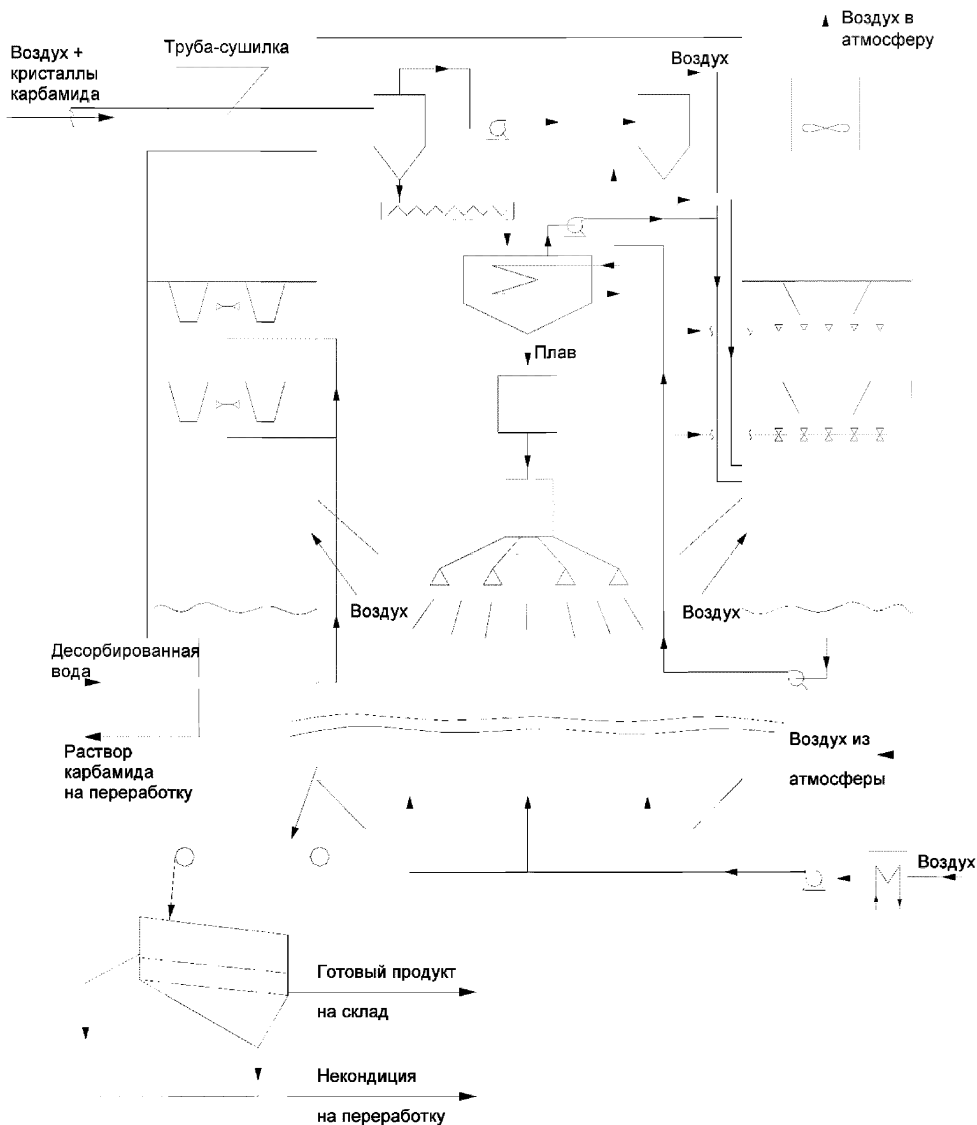 Воздух в
атмосферу
Труба-сушилка
Воздух +
кристаллы
карбамида
Воздух
Плав
Воздух
Воздух
Десорбированная
вода
Раствор
карбамида
на переработку
Воздух из
атмосферы
Воздух
Готовый продукт
на склад
Некондиция
на переработку